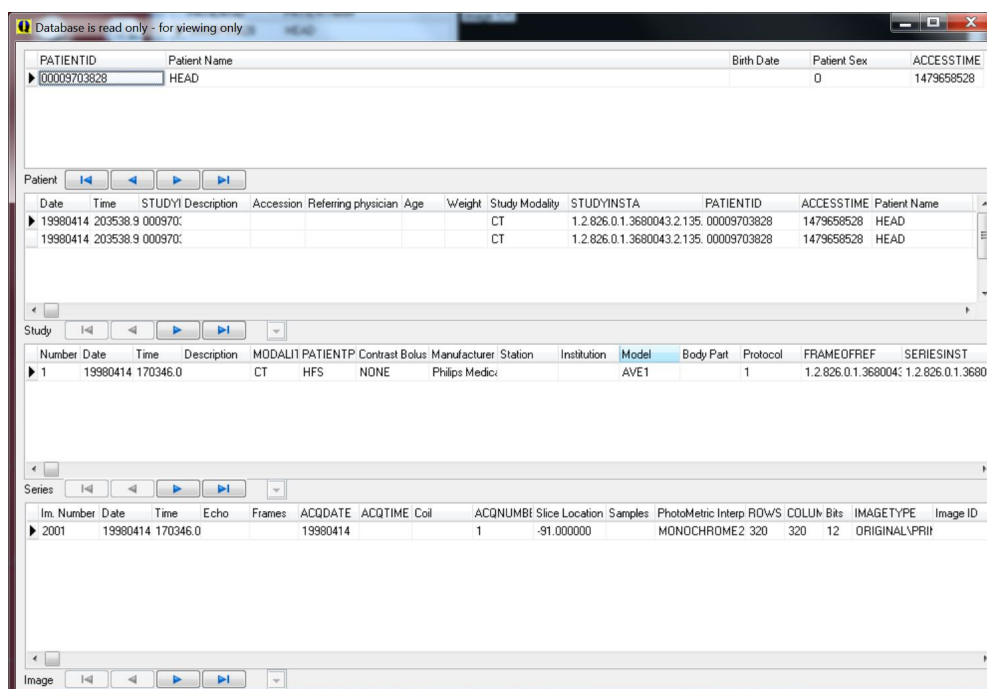 Database is read only - for viewing only
PATIENTID Patient Name Birth Date Patient Sex ACCESSTIME
00009703828 HEAD O 1479658528
Patient
Date Time STUDYI Description Accession Referring physician Age Weight Study Modality STUDYINSTA PATIENTID ACCESSTIME Patient Name
19980414 203538.9 000970 CT 1.2.826.0.1.3680043.2.135. 00009703828 1479658528 HEAD
19980414 203538.9 000970 CT 1.2.826.0.1.3680043.2.135. 00009703828 1479658528 HEAD
Study
Number Date Time Description MODALIT PATIENTP Contrast Bolus Manufacturer Station Institution Model Body Part Protocol FRAMEOFREF SERIESINST
1 19980414 170346.0 CT HFS NONE Philips Medica AVE1 1 1.2.826.0.1.3680043 1.2.826.0.1.3680
Series
Im. Number Date Time Echo Frames ACQDATE ACQTIME Coil ACQNUMBE Slice Location Samples PhotoMetric Interp ROWS COLUM Bits IMAGETYPE Image ID
2001 19980414 170346.0 19980414 1 -91.000000 MONOCHROME2 320 320 12 ORIGINAL\PRIM
Image